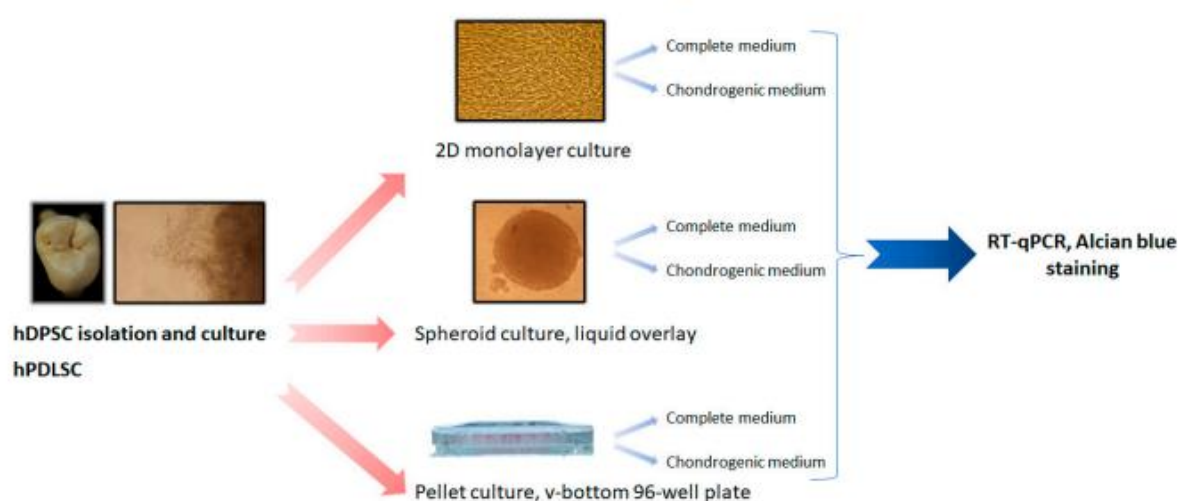 Complete medium
Chondrogenic medium
2D monolayer culture
Complete medium
Chondrogenic medium
Spheroid culture, liquid overlay
hDPSC isolation and culture
hPDLSC
Complete medium
Chondrogenic medium
Pellet culture, v-bottom 96-well plate
RT-qPCR, Alcian blue
staining